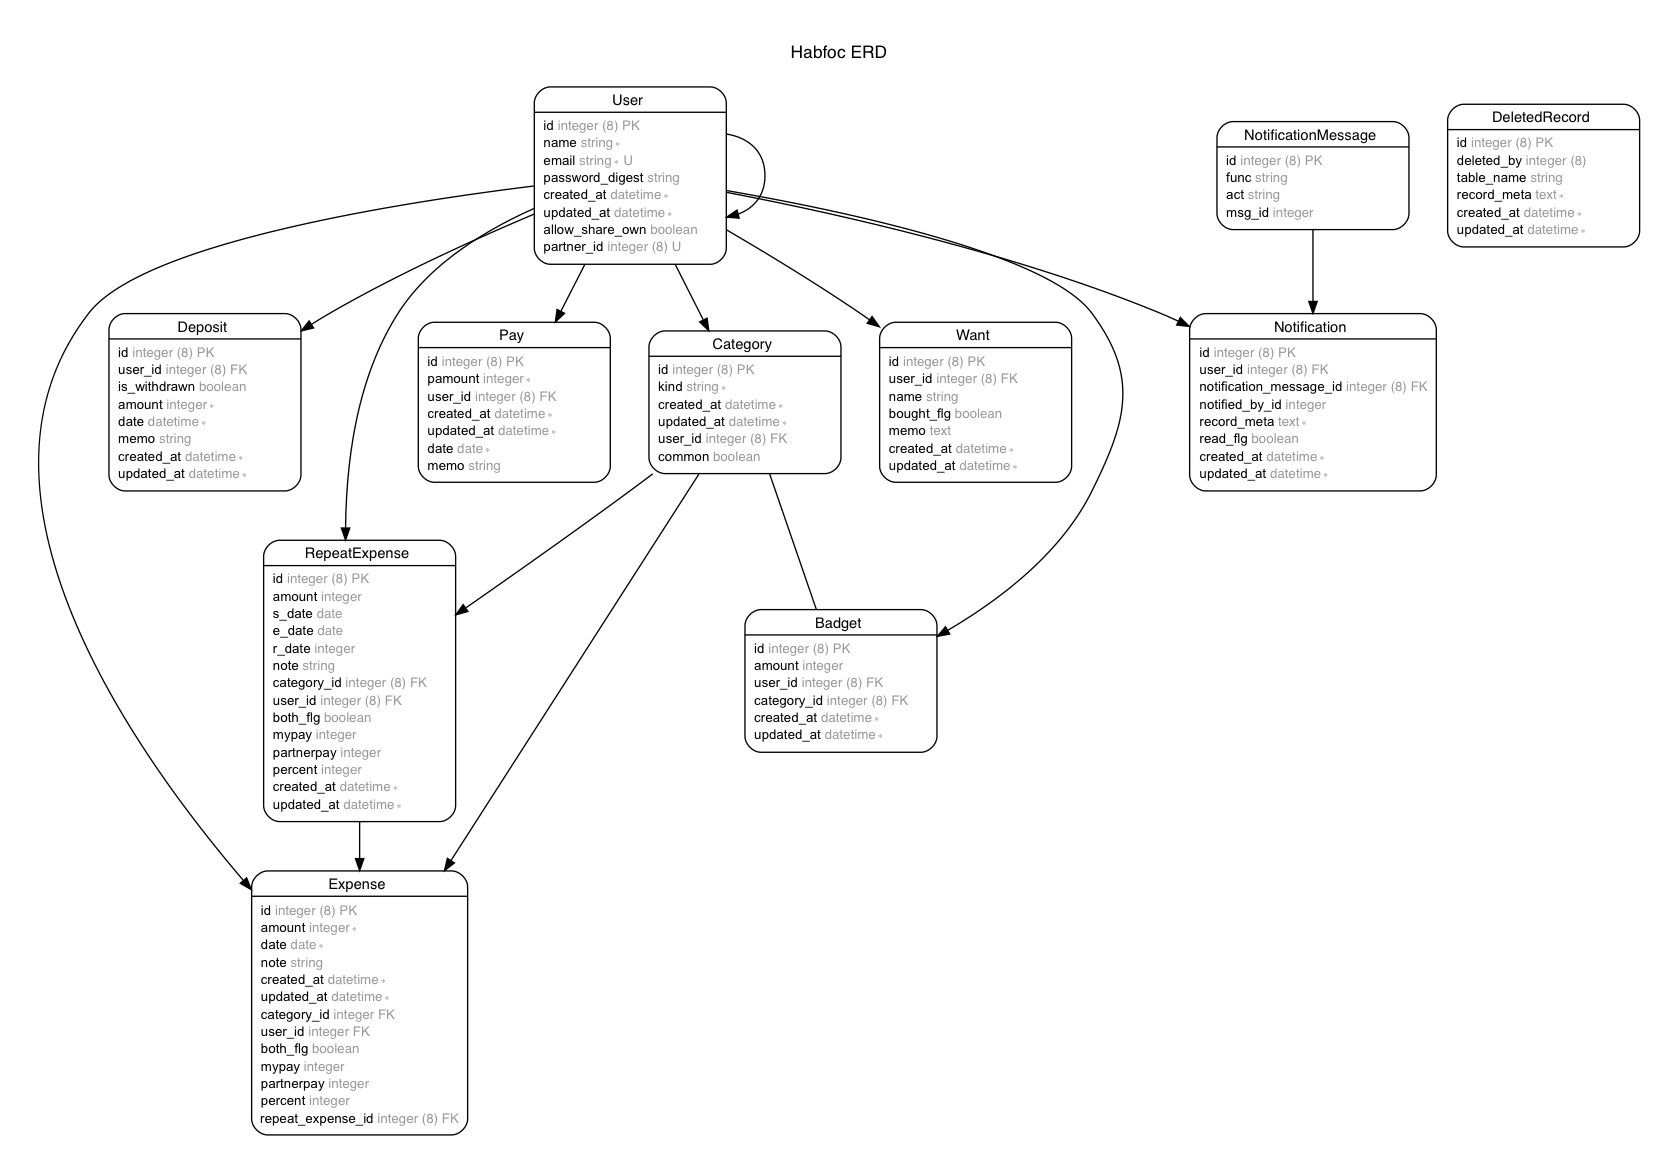 Habfoc ERD
User
id integer (8) PK
name string ∗
email string ∗ U
password_digest string
created_at datetime ∗
updated_at datetime ∗
allow_share_own boolean
partner_id integer (8) U
NotificationMessage
id integer (8) PK
func string
act string
msg_id integer
DeletedRecord
id integer (8) PK
deleted_by integer (8)
table_name string
record_meta text ∗
created_at datetime ∗
updated_at datetime ∗
Deposit
id integer (8) PK
user_id integer (8) FK
is_withdrawn boolean
amount integer ∗
date datetime ∗
memo string
created_at datetime ∗
updated_at datetime ∗
Pay
id integer (8) PK
pamount integer ∗
user_id integer (8) FK
created_at datetime ∗
updated_at datetime ∗
date date ∗
memo string
Category
id integer (8) PK
kind string ∗
created_at datetime ∗
updated_at datetime ∗
user_id integer (8) FK
common boolean
Want
id integer (8) PK
user_id integer (8) FK
name string
bought_flg boolean
memo text
created_at datetime ∗
updated_at datetime ∗
Notification
id integer (8) PK
user_id integer (8) FK
notification_message_id integer (8) FK
notified_by_id integer
record_meta text ∗
read_flg boolean
created_at datetime ∗
updated_at datetime ∗
RepeatExpense
id integer (8) PK
amount integer
s_date date
e_date date
r_date integer
note string
category_id integer (8) FK
user_id integer (8) FK
both_flg boolean
mypay integer
partnerpay integer
percent integer
created_at datetime ∗
updated_at datetime ∗
Badget
id integer (8) PK
amount integer
user_id integer (8) FK
category_id integer (8) FK
created_at datetime ∗
updated_at datetime ∗
Expense
id integer (8) PK
amount integer ∗
date date ∗
note string
created_at datetime ∗
updated_at datetime ∗
category_id integer FK
user_id integer FK
both_flg boolean
mypay integer
partnerpay integer
percent integer
repeat_expense_id integer (8) FK